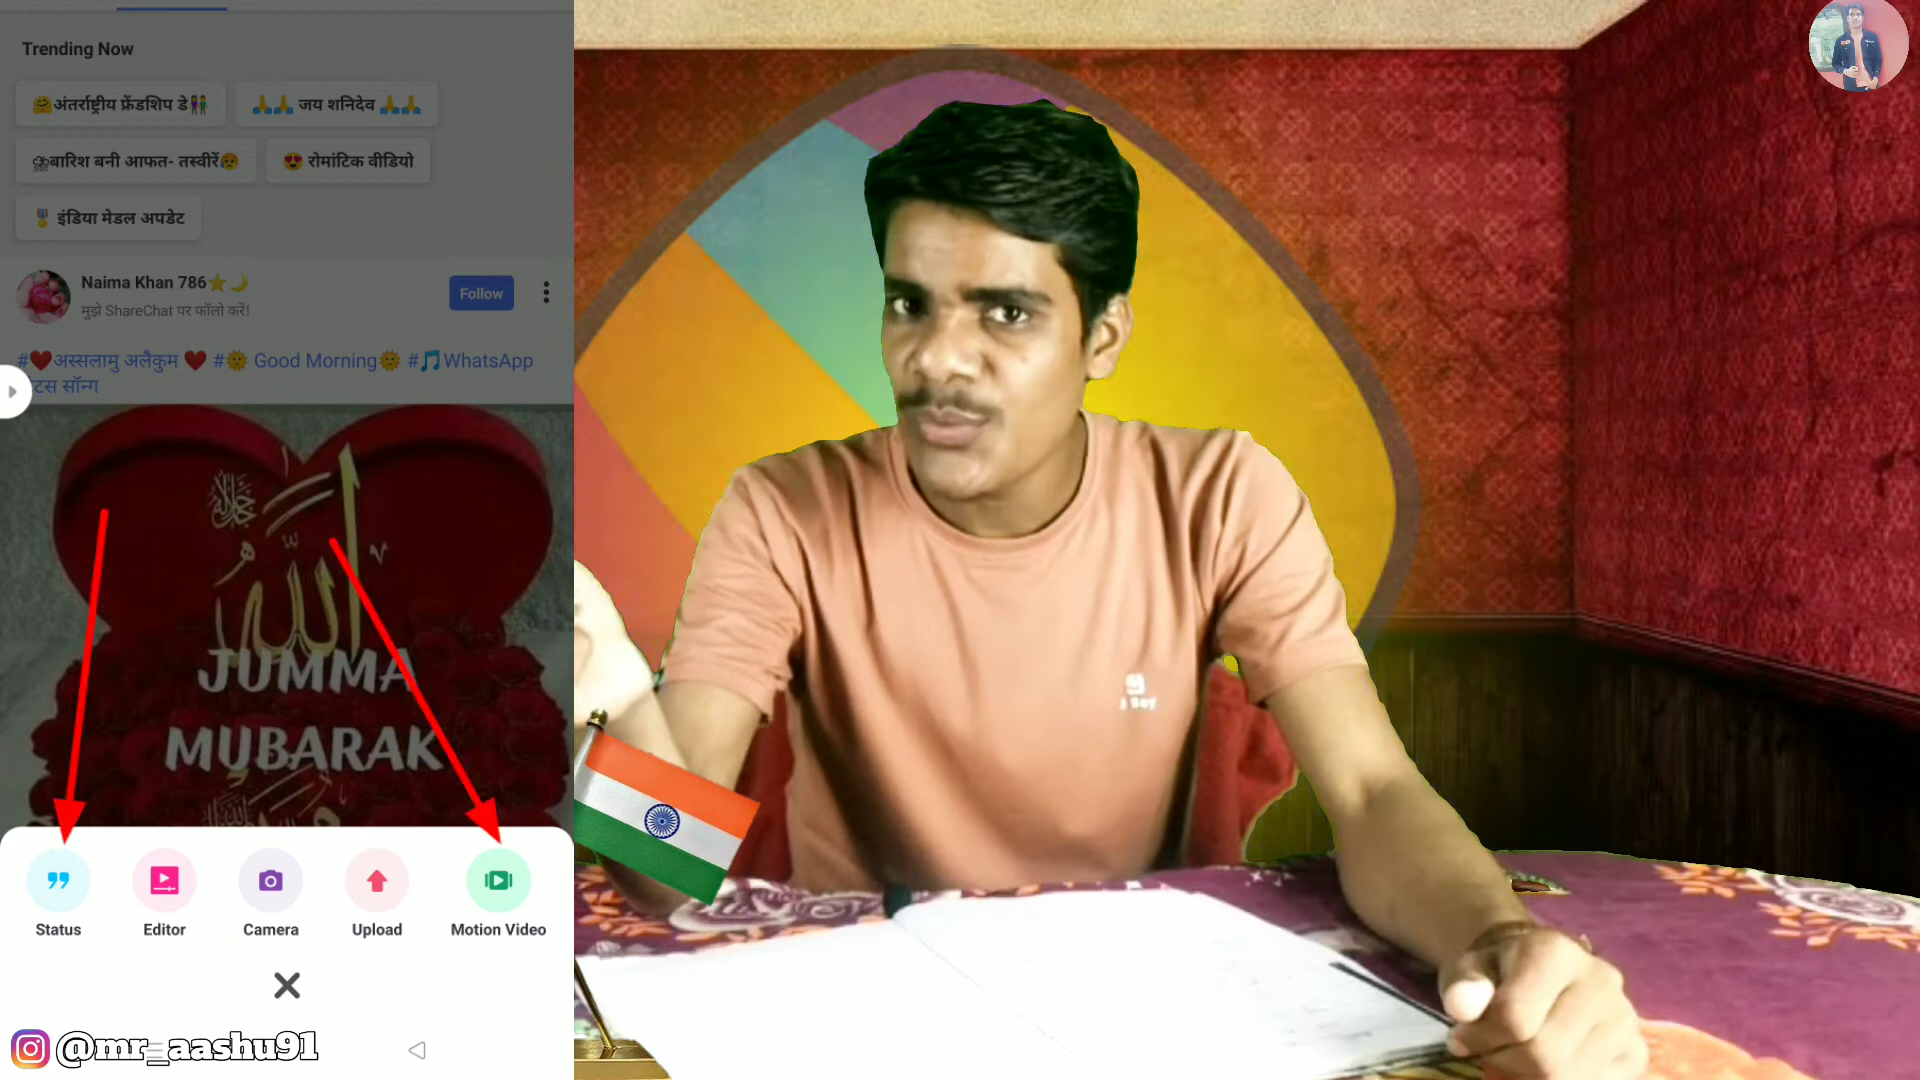 Trending Now
🤗अंतर्राष्ट्रीय फ्रेंडशिप डे👫
🙏🙏 जय शनिदेव 🙏🙏
⛈️बारिश बनी आफत- तस्वीरें😥
😍 रोमांटिक वीडियो
🎖️ इंडिया मेडल अपडेट
Naima Khan 786⭐🌙
मुझे ShareChat पर फॉलो करें!
Follow
#❤️अस्सलामु अलैकुम ❤️ #🌞 Good Morning🌞 #🎵WhatsApp
टस सॉन्ग
الله
JUMMA
MUBARAK
Status
Editor
Camera
Upload
Motion Video
@mr_aashu91